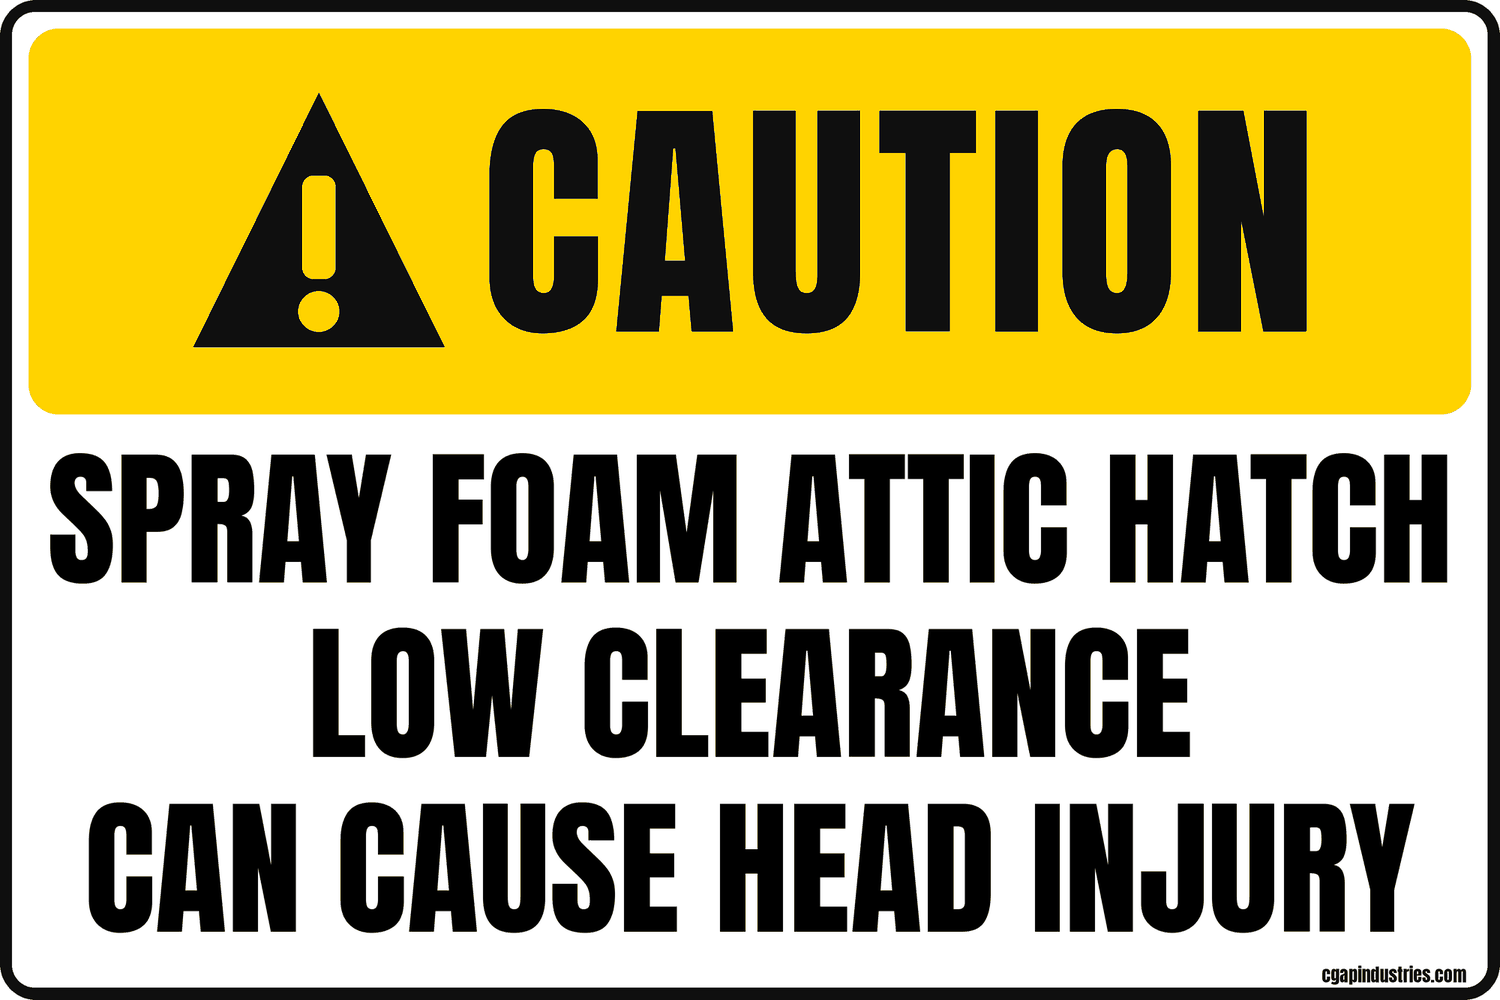 CAUTION
SPRAY FOAM ATTIC HATCH
LOW CLEARANCE
CAN CAUSE HEAD INJURY
cgapindustries.com